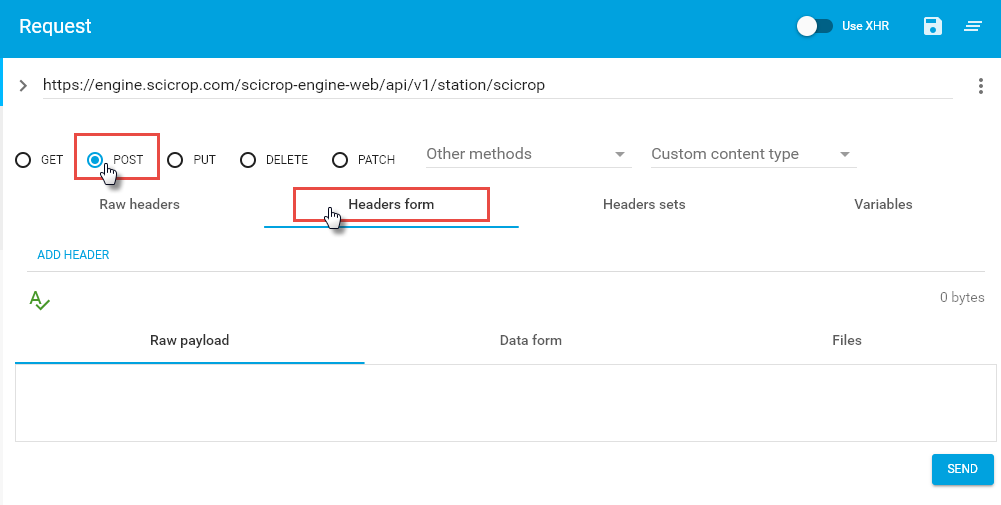 Request
Use XHR
https://engine.scicrop.com/scicrop-engine-web/api/v1/station/scicrop
GET POST PUT DELETE PATCH Other methods Custom content type
Raw headers Headers form Headers sets Variables
ADD HEADER
A 0 bytes
Raw payload Data form Files
SEND